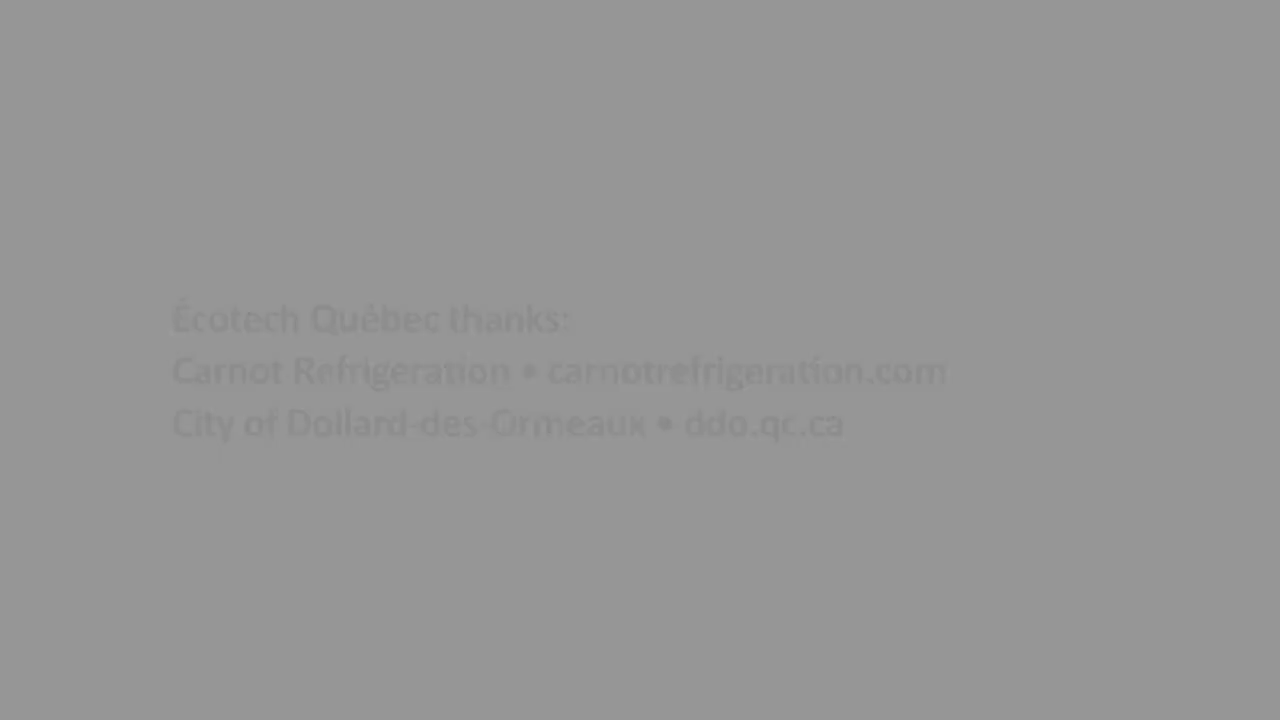 Écotech Québec thanks:
Carnot Refrigeration • carnotrefrigeration.com
City of Dollard-des-Ormeaux • ddo.qc.ca